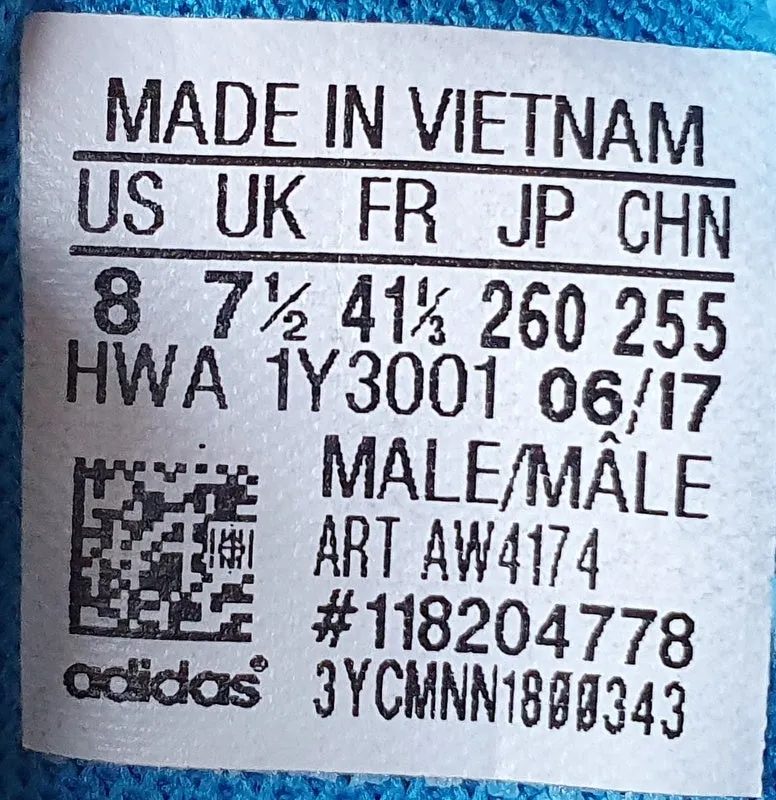 MADE IN VIETNAM
US UK FR JP CHN
8 7½ 41⅓ 260 255
HWA 1Y3001 06/17
MALE/MÂLE
ART AW4174
#118204778
adidas® 3YCMNN1800343